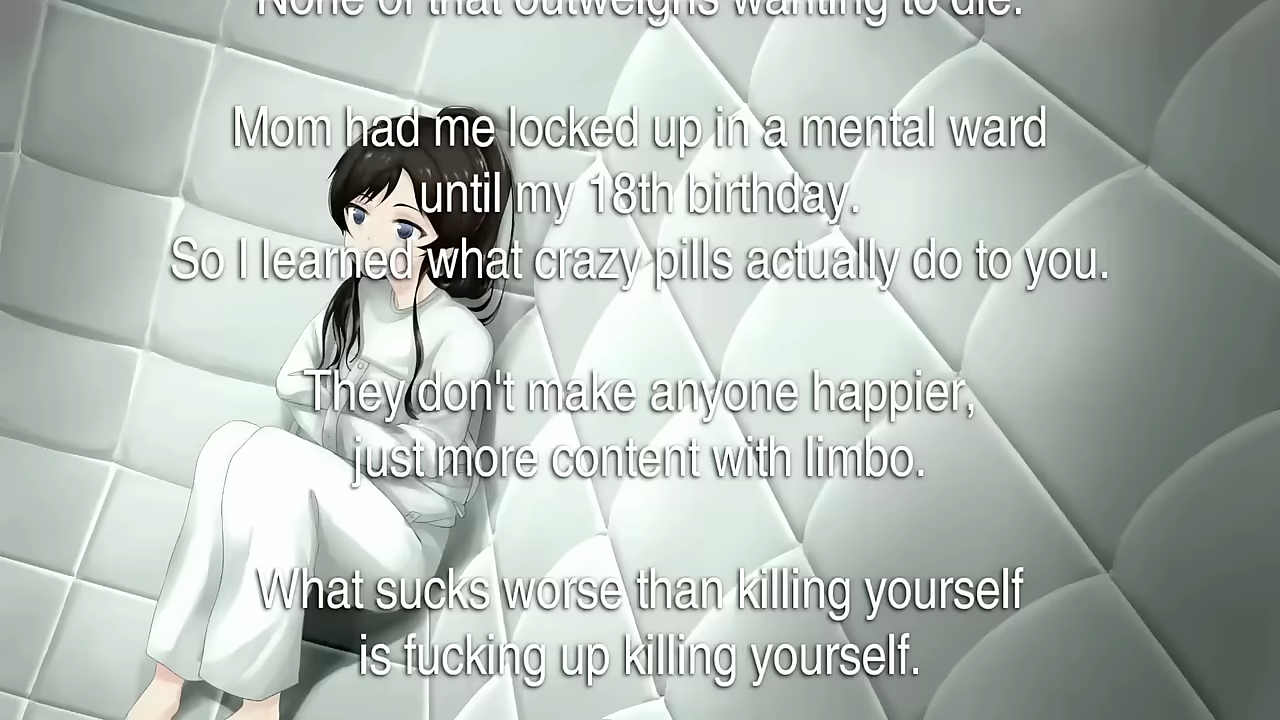 None of that outweighs wanting to die.
Mom had me locked up in a mental ward
until my 18th birthday.
So I learned what crazy pills actually do to you.
They don't make anyone happier,
just more content with limbo.
What sucks worse than killing yourself
is fucking up killing yourself.